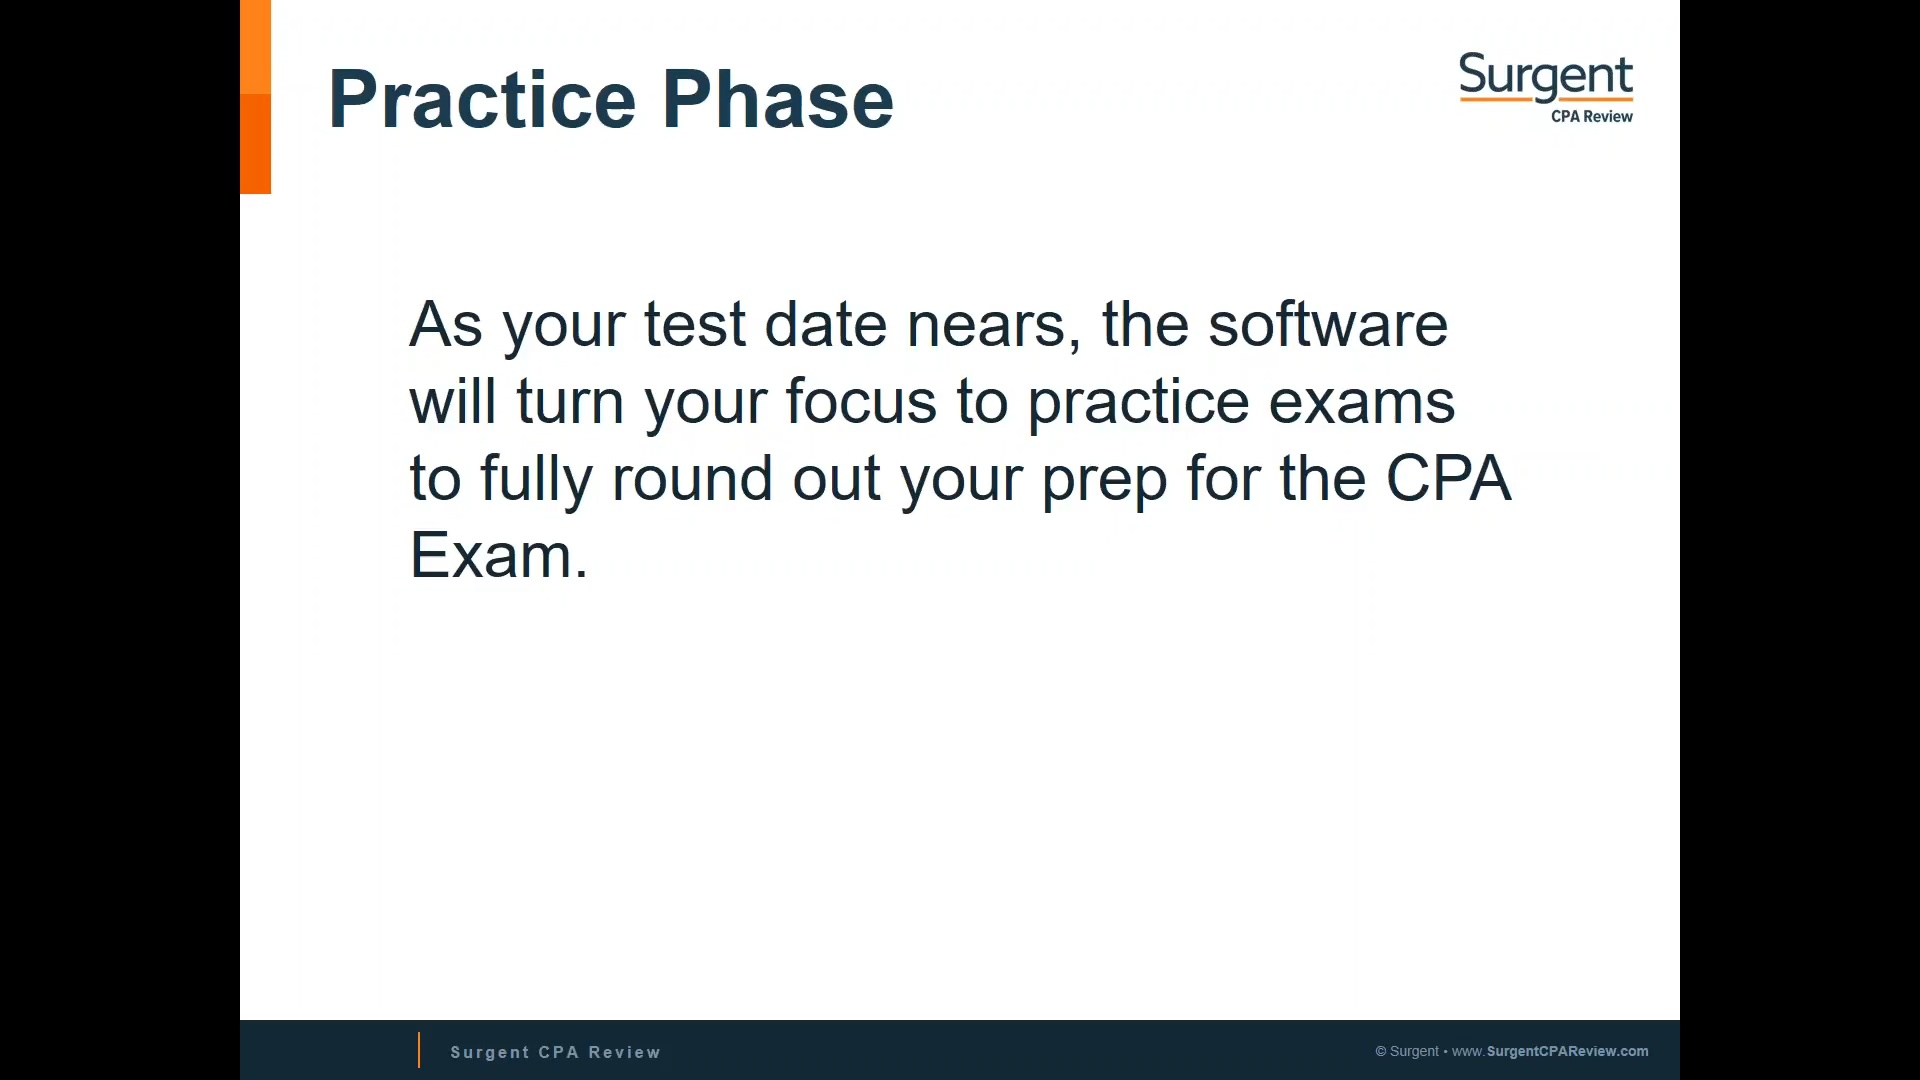 Practice Phase
Surgent
CPA Review
As your test date nears, the software
will turn your focus to practice exams
to fully round out your prep for the CPA
Exam.
Surgent CPA Review
© Surgent • www.SurgentCPAReview.com